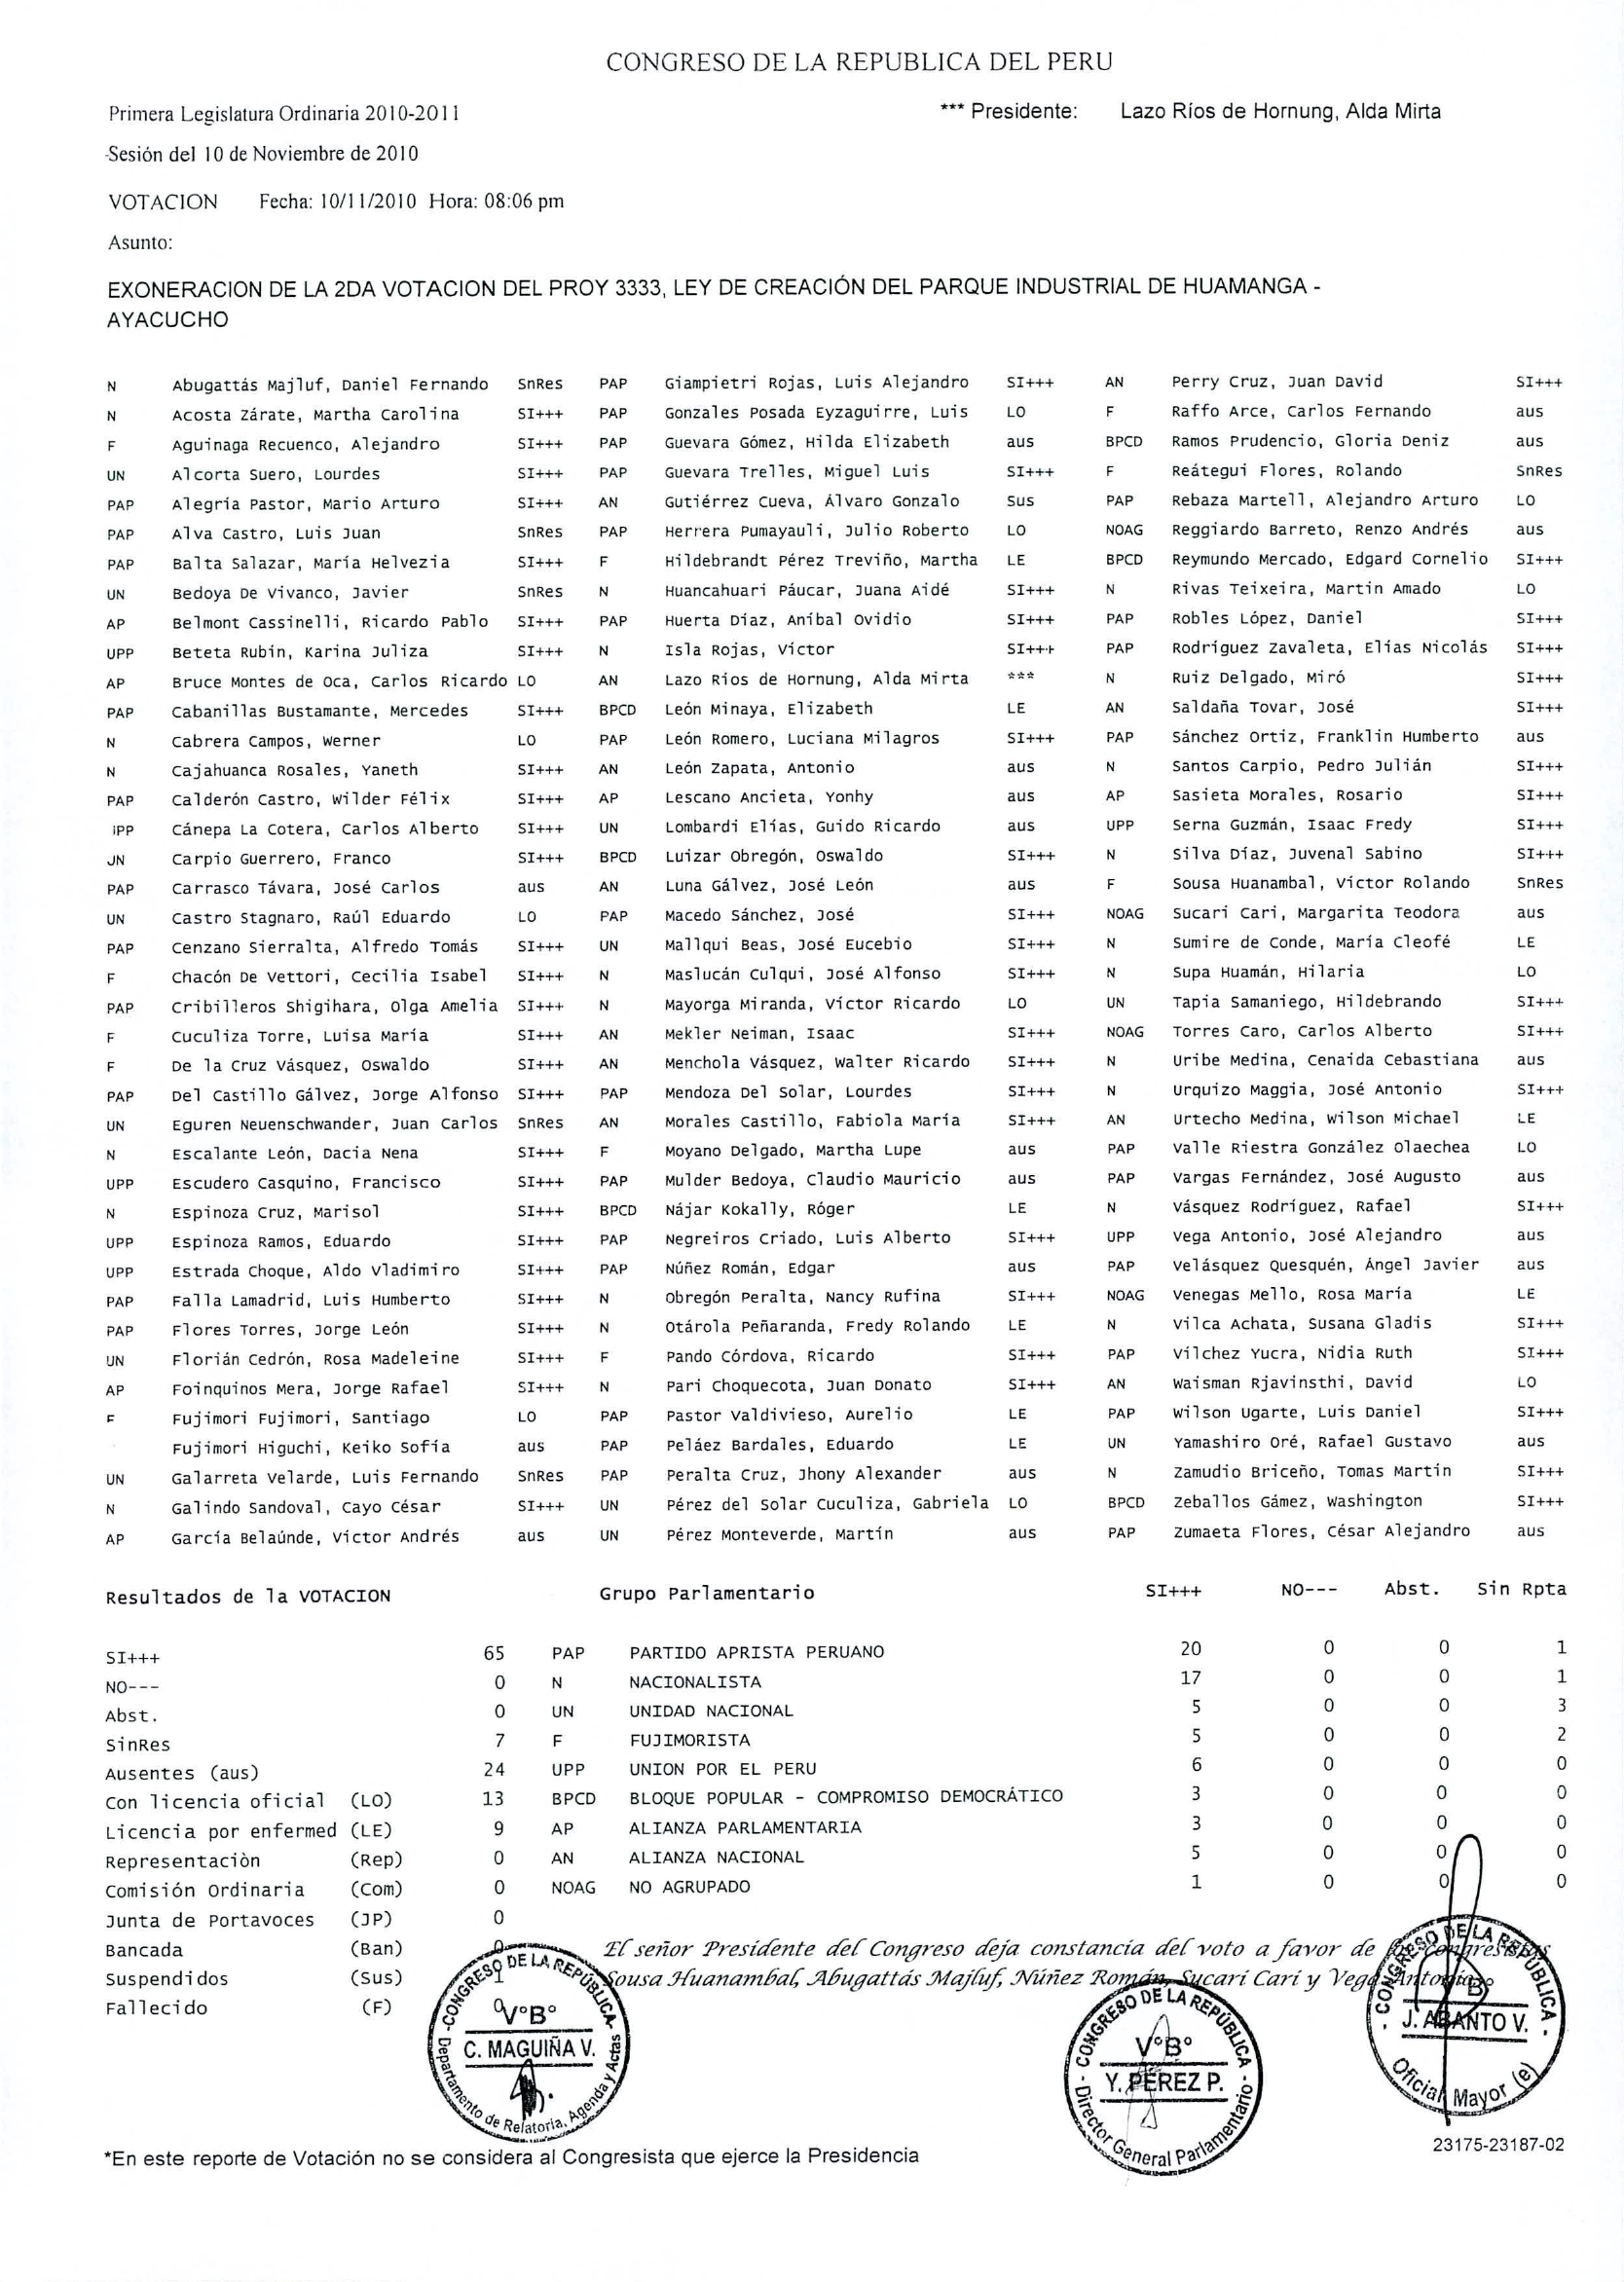 CONGRESO DE LA REPUBLICA DEL PERU
Primera Legislatura Ordinaria 2010-2011 *** Presidente: Lazo Ríos de Hornung, Alda Mirta
Sesión del 10 de Noviembre de 2010
VOTACION Fecha: 10/11/2010 Hora: 08:06 pm
Asunto:
EXONERACION DE LA 2DA VOTACION DEL PROY 3333, LEY DE CREACIÓN DEL PARQUE INDUSTRIAL DE HUAMANGA -
AYACUCHO
N Abugattás Majluf, Daniel Fernando SnRes PAP Giampietri Rojas, Luis Alejandro SI+++ AN Perry Cruz, Juan David SI+++
N Acosta Zárate, Martha Carolina SI+++ PAP Gonzales Posada Eyzaguirre, Luis LO F Raffo Arce, Carlos Fernando aus
F Aguinaga Recuenco, Alejandro SI+++ PAP Guevara Gómez, Hilda Elizabeth aus BPCD Ramos Prudencio, Gloria Deniz aus
UN Alcorta Suero, Lourdes SI+++ PAP Guevara Trelles, Miguel Luis SI+++ F Reátegui Flores, Rolando SnRes
PAP Alegría Pastor, Mario Arturo SI+++ AN Gutiérrez Cueva, Álvaro Gonzalo Sus PAP Rebaza Martell, Alejandro Arturo LO
PAP Alva Castro, Luis Juan SnRes PAP Herrera Pumayauli, Julio Roberto LO NOAG Reggiardo Barreto, Renzo Andrés aus
PAP Balta Salazar, María Helvezia SI+++ F Hildebrandt Pérez Treviño, Martha LE BPCD Reymundo Mercado, Edgard Cornelio SI+++
UN Bedoya De Vivanco, Javier SnRes N Huancahuari Páucar, Juana Aidé SI+++ N Rivas Teixeira, Martin Amado LO
AP Belmont Cassinelli, Ricardo Pablo SI+++ PAP Huerta Díaz, Aníbal Ovidio SI+++ PAP Robles López, Daniel SI+++
UPP Beteta Rubin, Karina Juliza SI+++ N Isla Rojas, Víctor SI+++ PAP Rodríguez Zavaleta, Elías Nicolás SI+++
AP Bruce Montes de Oca, Carlos Ricardo LO AN Lazo Rios de Hornung, Alda Mirta *** N Ruiz Delgado, Miró SI+++
PAP Cabanillas Bustamante, Mercedes SI+++ BPCD León Minaya, Elizabeth LE AN Saldaña Tovar, José SI+++
N Cabrera Campos, Werner LO PAP León Romero, Luciana Milagros SI+++ PAP Sánchez Ortiz, Franklin Humberto aus
N Cajahuanca Rosales, Yaneth SI+++ AN León Zapata, Antonio aus N Santos Carpio, Pedro Julián SI+++
PAP Calderón Castro, Wilder Félix SI+++ AP Lescano Ancieta, Yonhy aus AP Sasieta Morales, Rosario SI+++
PP Cánepa La Cotera, Carlos Alberto SI+++ UN Lombardi Elías, Guido Ricardo aus UPP Serna Guzmán, Isaac Fredy SI+++
UN Carpio Guerrero, Franco SI+++ BPCD Luizar Obregón, Oswaldo SI+++ N Silva Díaz, Juvenal Sabino SI+++
PAP Carrasco Távara, José Carlos aus AN Luna Gálvez, José León aus F Sousa Huanambal, Víctor Rolando SnRes
UN Castro Stagnaro, Raúl Eduardo LO PAP Macedo Sánchez, José SI+++ NOAG Sucari Cari, Margarita Teodora aus
PAP Cenzano Sierralta, Alfredo Tomás SI+++ UN Mallqui Beas, José Eucebio SI+++ N Sumire de Conde, María Cleofé LE
F Chacón De Vettori, Cecilia Isabel SI+++ N Maslucán Culqui, José Alfonso SI+++ N Supa Huamán, Hilaria LO
PAP Cribilleros Shigihara, Olga Amelia SI+++ N Mayorga Miranda, Víctor Ricardo LO UN Tapia Samaniego, Hildebrando SI+++
F Cuculiza Torre, Luisa María SI+++ AN Mekler Neiman, Isaac SI+++ NOAG Torres Caro, Carlos Alberto SI+++
F De la Cruz Vásquez, Oswaldo SI+++ AN Menchola Vásquez, Walter Ricardo SI+++ N Uribe Medina, Cenaida Cebastiana aus
PAP Del Castillo Gálvez, Jorge Alfonso SI+++ PAP Mendoza Del Solar, Lourdes SI+++ N Urquizo Maggia, José Antonio SI+++
UN Eguren Neuenschwander, Juan Carlos SnRes AN Morales Castillo, Fabiola María SI+++ AN Urtecho Medina, Wilson Michael LE
N Escalante León, Dacia Nena SI+++ F Moyano Delgado, Martha Lupe aus PAP Valle Riestra González Olaechea LO
UPP Escudero Casquino, Francisco SI+++ PAP Mulder Bedoya, Claudio Mauricio aus PAP Vargas Fernández, José Augusto aus
N Espinoza Cruz, Marisol SI+++ BPCD Nájar Kokally, Róger LE N Vásquez Rodríguez, Rafael SI+++
UPP Espinoza Ramos, Eduardo SI+++ PAP Negreiros Criado, Luis Alberto SI+++ UPP Vega Antonio, José Alejandro aus
UPP Estrada Choque, Aldo Vladimiro SI+++ PAP Núñez Román, Edgar aus PAP Velásquez Quesquén, Ángel Javier aus
PAP Falla Lamadrid, Luis Humberto SI+++ N Obregón Peralta, Nancy Rufina SI+++ NOAG Venegas Mello, Rosa María LE
PAP Flores Torres, Jorge León SI+++ N Otárola Peñaranda, Fredy Rolando LE N Vilca Achata, Susana Gladis SI+++
UN Florián Cedrón, Rosa Madeleine SI+++ F Pando Córdova, Ricardo SI+++ PAP Vilchez Yucra, Nidia Ruth SI+++
AP Foinquinos Mera, Jorge Rafael SI+++ N Pari Choquecota, Juan Donato SI+++ AN Waisman Rjavinsthi, David LO
F Fujimori Fujimori, Santiago LO PAP Pastor Valdivieso, Aurelio LE PAP Wilson Ugarte, Luis Daniel SI+++
Fujimori Higuchi, Keiko Sofía aus PAP Peláez Bardales, Eduardo LE UN Yamashiro Oré, Rafael Gustavo aus
UN Galarreta Velarde, Luis Fernando SnRes PAP Peralta Cruz, Jhony Alexander aus N Zamudio Briceño, Tomas Martin SI+++
N Galindo Sandoval, Cayo César SI+++ UN Pérez del Solar Cuculiza, Gabriela LO BPCD Zeballos Gámez, Washington SI+++
AP García Belaúnde, Victor Andrés aus UN Pérez Monteverde, Martín aus PAP Zumaeta Flores, César Alejandro aus
Resultados de la VOTACION Grupo Parlamentario SI+++ NO--- Abst. Sin Rpta
SI+++ 65 PAP PARTIDO APRISTA PERUANO 20 0 0 1
NO--- 0 N NACIONALISTA 17 0 0 1
Abst. 0 UN UNIDAD NACIONAL 5 0 0 3
SinRes 7 F FUJIMORISTA 5 0 0 2
Ausentes (aus) 24 UPP UNION POR EL PERU 6 0 0 0
Con licencia oficial (LO) 13 BPCD BLOQUE POPULAR - COMPROMISO DEMOCRÁTICO 3 0 0 0
Licencia por enfermed (LE) 9 AP ALIANZA PARLAMENTARIA 3 0 0 0
Representación (Rep) 0 AN ALIANZA NACIONAL 5 0 0 0
Comisión Ordinaria (Com) 0 NOAG NO AGRUPADO 1 0 0 0
Junta de Portavoces (JP) 0
Bancada (Ban) 0 El señor Presidente del Congreso deja constancia del voto a favor de los congresistas
Suspendidos (Sus) 1 Sousa Huanambal, Abugattás Majluf, Núñez Román, Sucari Cari y Vega Antonio.
Fallecido (F) 0
CONGRESO DE LA REPÚBLICA
V°B°
C. MAGUIÑA V.
Departamento de Relatoría, Agenda y Actas
CONGRESO DE LA REPÚBLICA
V°B°
Y. PÉREZ P.
Director General Parlamentario
CONGRESO DE LA REPÚBLICA
V°B°
J. ABANTO V.
Oficial Mayor (e)
23175-23187-02
*En este reporte de Votación no se considera al Congresista que ejerce la Presidencia